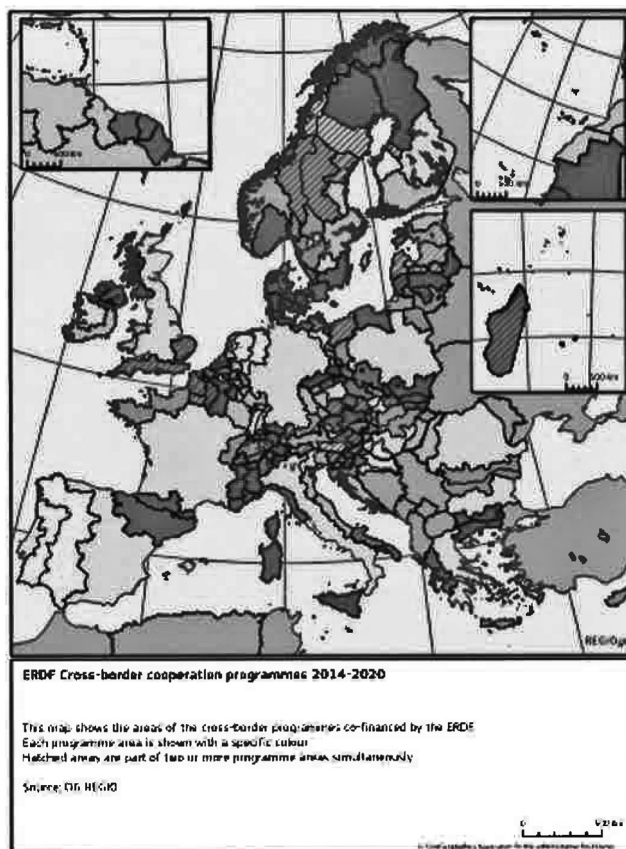 REGIOgis
ERDF Cross-border cooperation programmes 2014-2020
This map shows the areas of the cross-border programmes co-financed by the ERDF
Each programme area is shown with a specific colour
Hatched areas are part of two or more programme areas simultaneously
Source: DG REGIO
0